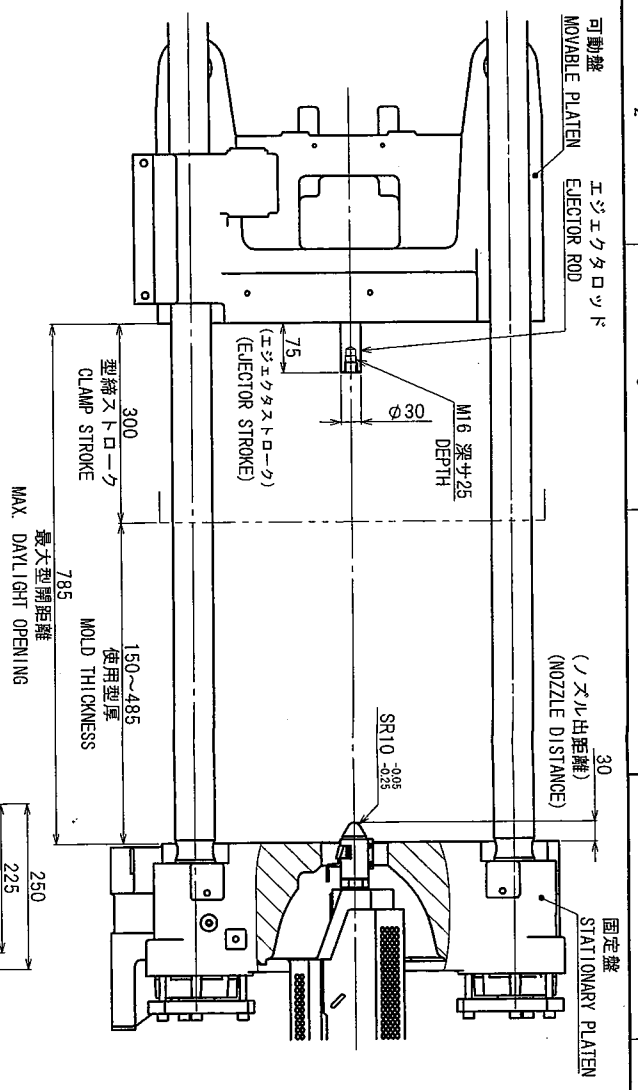 可動盤
MOVABLE PLATEN
エジェクタロッド
EJECTOR ROD
75
(エジェクタストローク)
(EJECTOR STROKE)
φ30
M16 深サ25
DEPTH
300
型締ストローク
CLAMP STROKE
785
最大型開距離
MAX. DAYLIGHT OPENING
150～485
使用型厚
MOLD THICKNESS
SR10 -0.05 -0.25
30
(ノズル出距離)
(NOZZLE DISTANCE)
固定盤
STATIONARY PLATEN
250
225